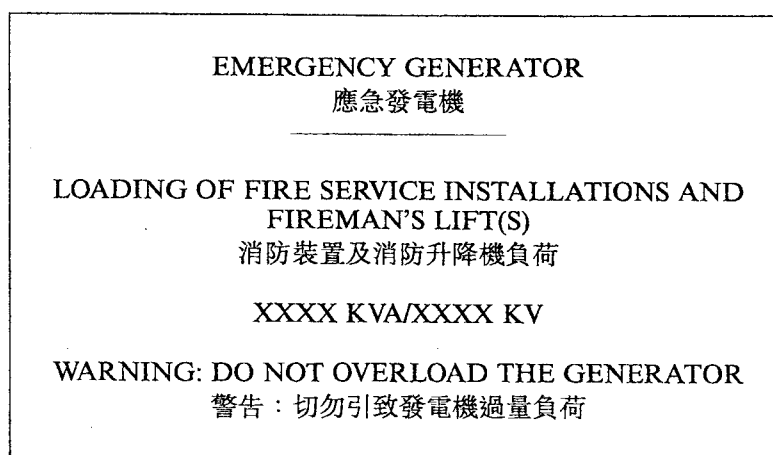 EMERGENCY GENERATOR
應急發電機
LOADING OF FIRE SERVICE INSTALLATIONS AND
FIREMAN'S LIFT(S)
消防裝置及消防升降機負荷
XXXX KVA/XXXX KV
WARNING: DO NOT OVERLOAD THE GENERATOR
警告：切勿引致發電機過量負荷